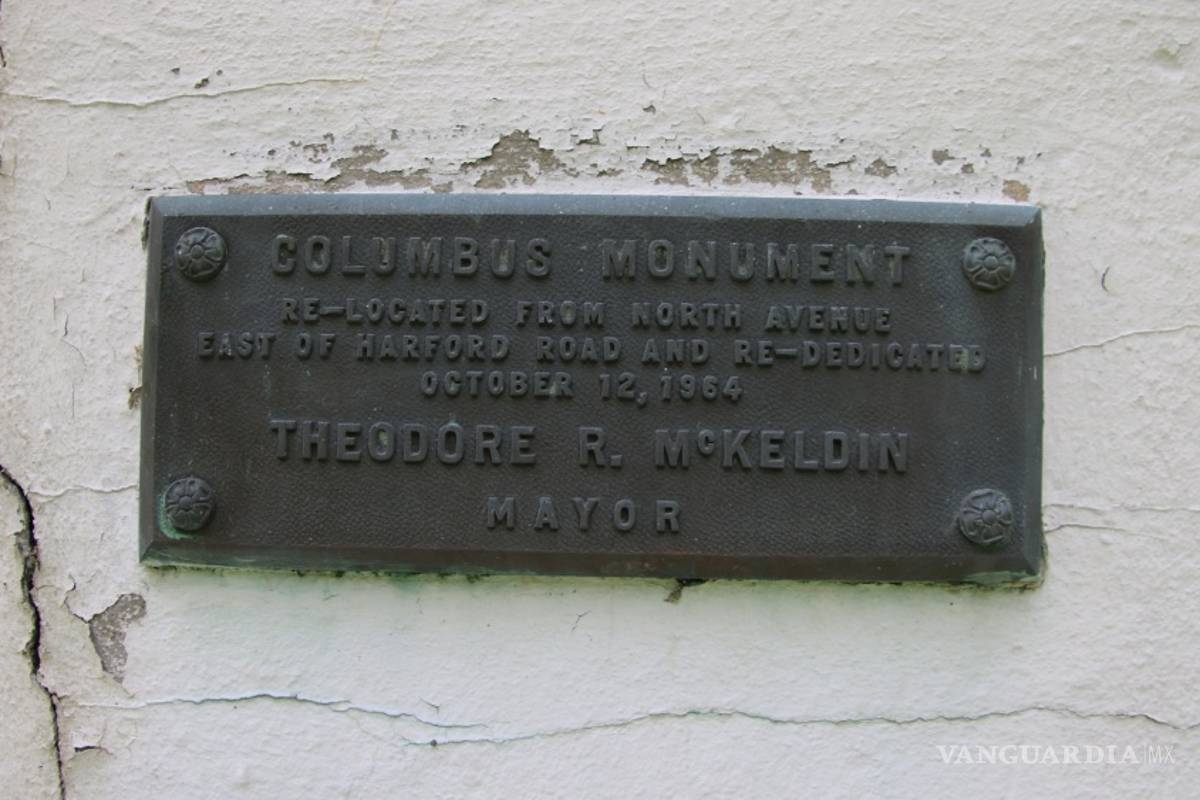 COLUMBUS MONUMENT
RE-LOCATED FROM NORTH AVENUE
EAST OF HARFORD ROAD AND RE-DEDICATED
OCTOBER 12, 1964
THEODORE R. McKELDIN
MAYOR
VANGUARDIA|MX